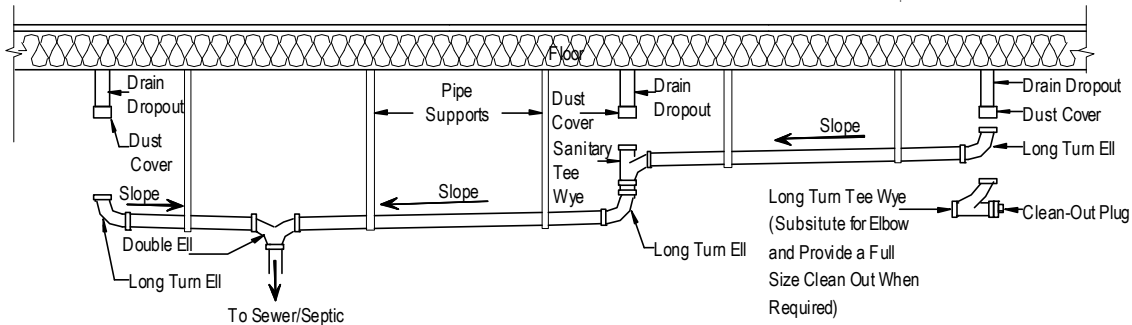 Floor
Drain
Dropout
Dust
Cover
Pipe
Supports
Dust
Cover
Sanitary
Tee
Wye
Drain
Dropout
Slope
Drain Dropout
Dust Cover
Long Turn Ell
Slope
Slope
Double Ell
Long Turn Ell
Long Turn Ell
To Sewer/Septic
Long Turn Tee Wye
(Subsitute for Elbow
and Provide a Full
Size Clean Out When
Required)
Clean-Out Plug